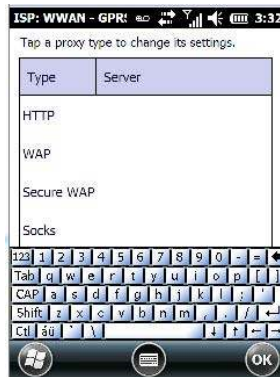 ISP: WWAN - GPR: 3:32
Tap a proxy type to change its settings.
Type Server
HTTP
WAP
Secure WAP
Socks
123 1 2 3 4 5 6 7 8 9 0 - =
Tab q w e r t y u i o p [ ]
CAP a s d f g h j k l ; '
Shift z x c v b n m , . /
Ctl áü ` \
OK